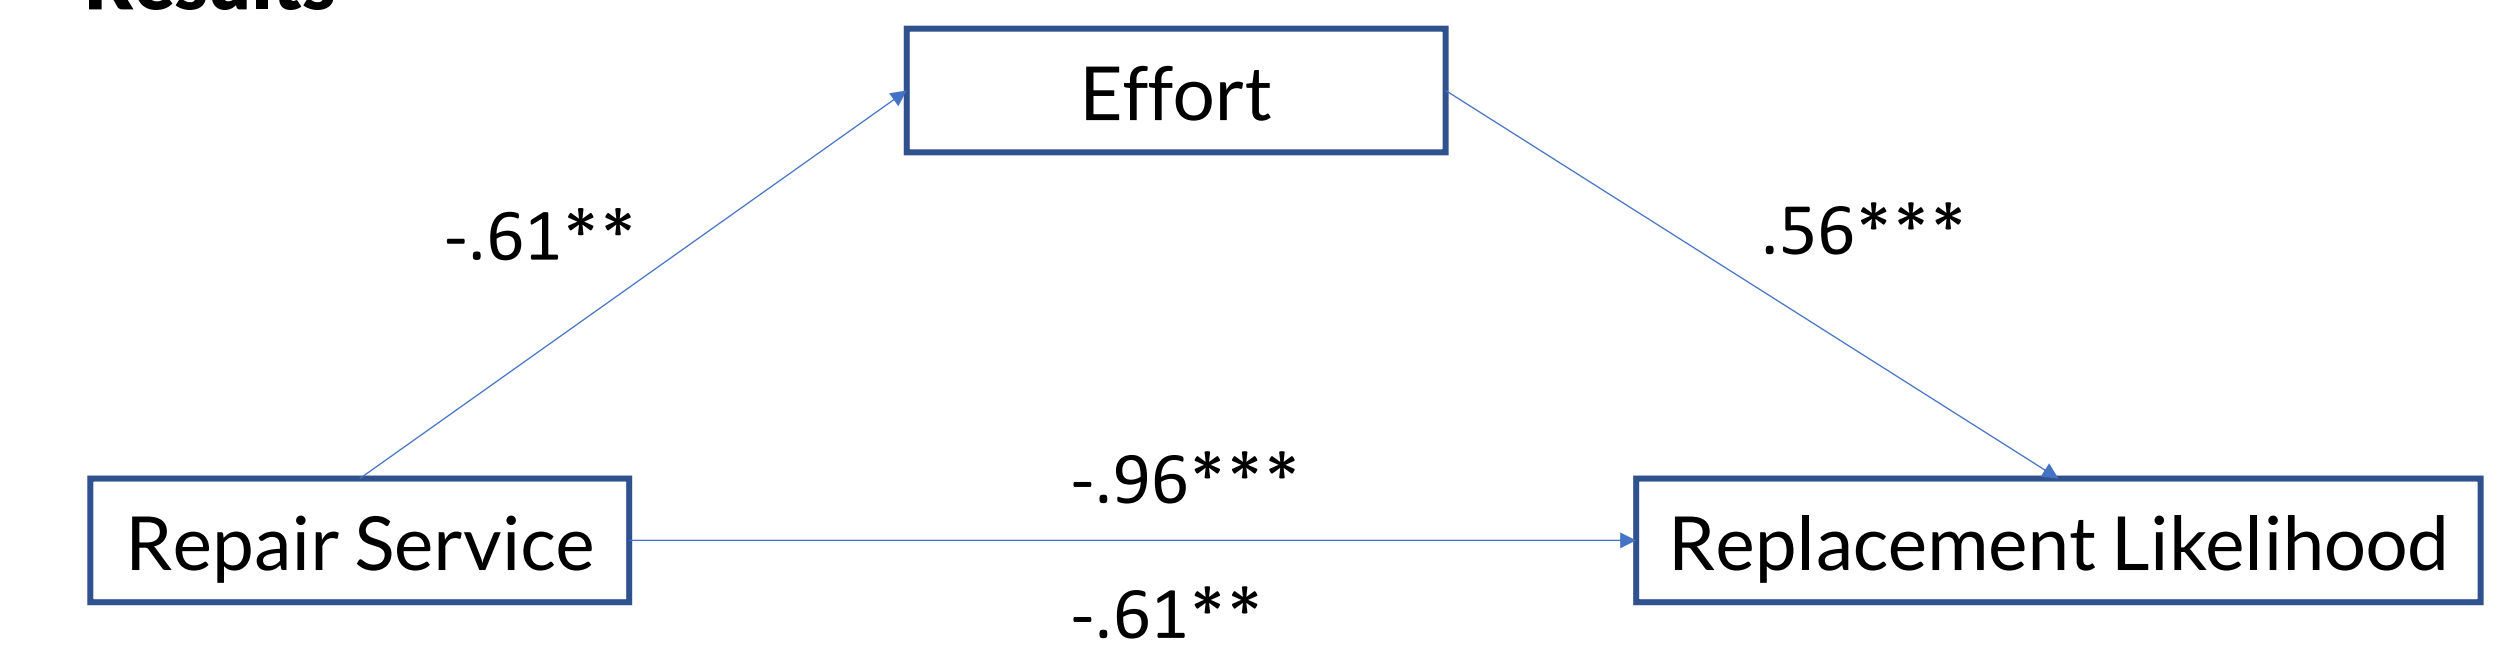 Effort
-.61**
.56***
-.96***
Repair Service
Replacement Likelihood
-.61**